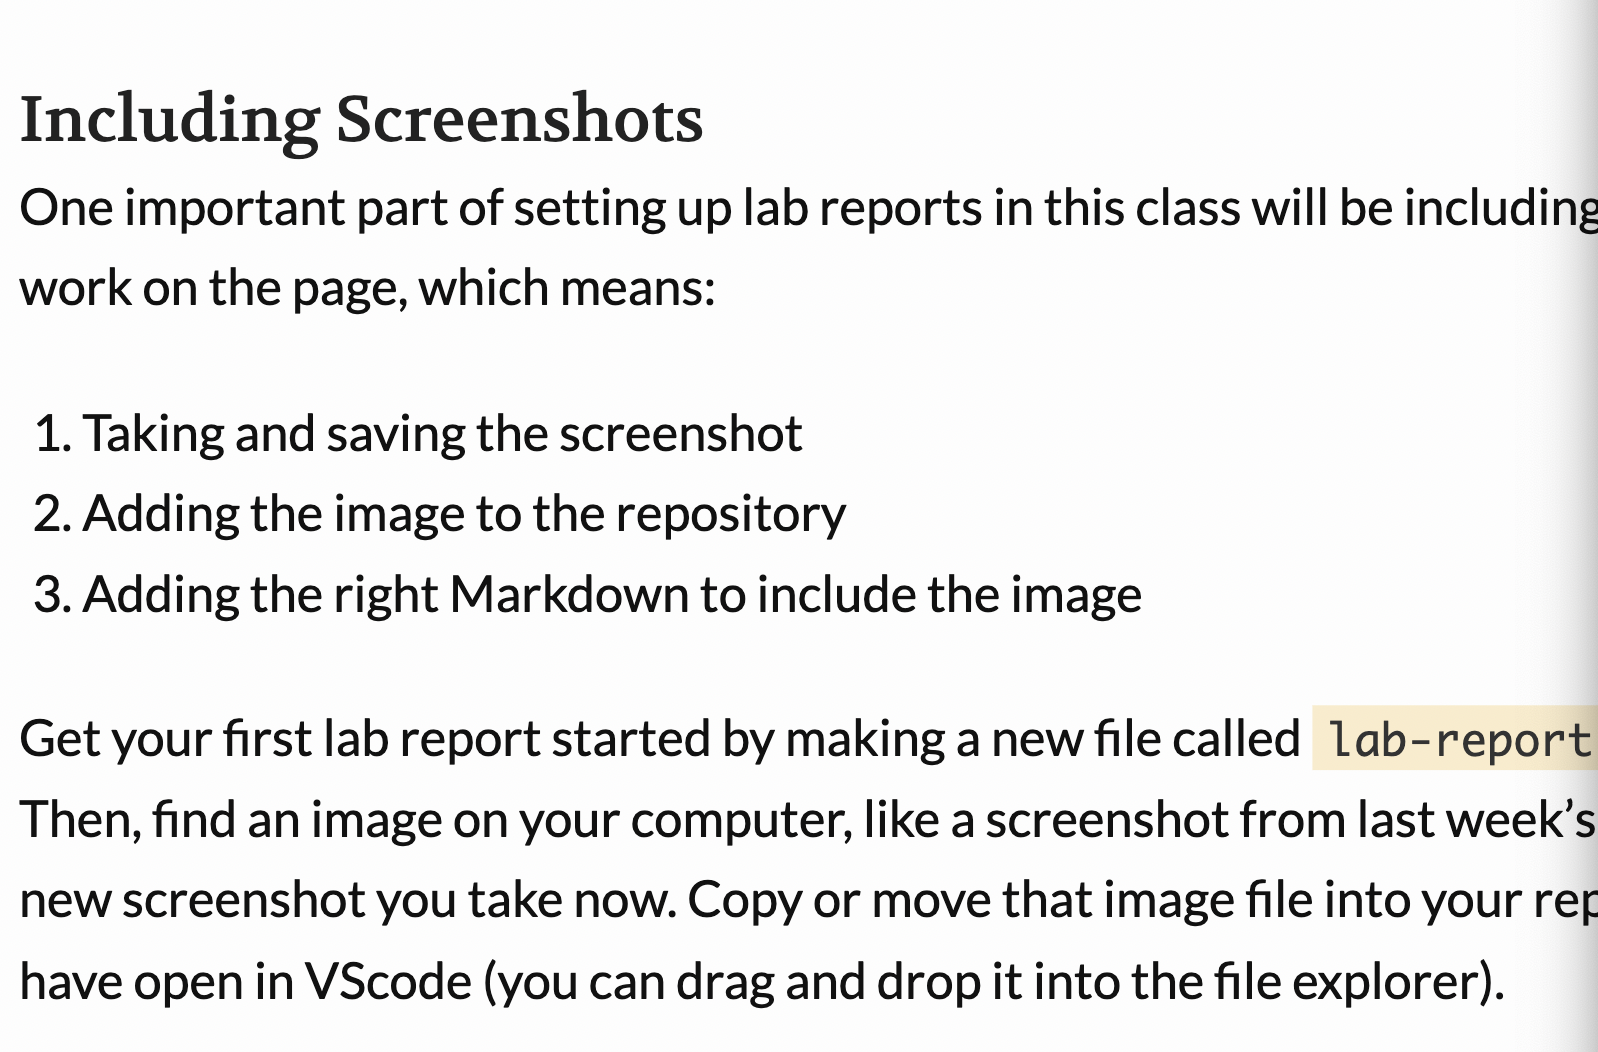 Including Screenshots
One important part of setting up lab reports in this class will be including
work on the page, which means:
1. Taking and saving the screenshot
2. Adding the image to the repository
3. Adding the right Markdown to include the image
Get your first lab report started by making a new file called lab-report
Then, find an image on your computer, like a screenshot from last week’s
new screenshot you take now. Copy or move that image file into your rep
have open in VScode (you can drag and drop it into the file explorer).